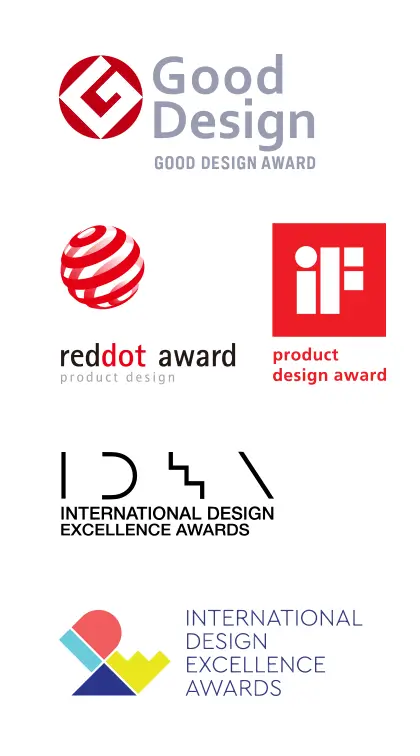 Good
Design
GOOD DESIGN AWARD
reddot award
product design
iF
product
design award
INTERNATIONAL DESIGN
EXCELLENCE AWARDS
INTERNATIONAL
DESIGN
EXCELLENCE
AWARDS